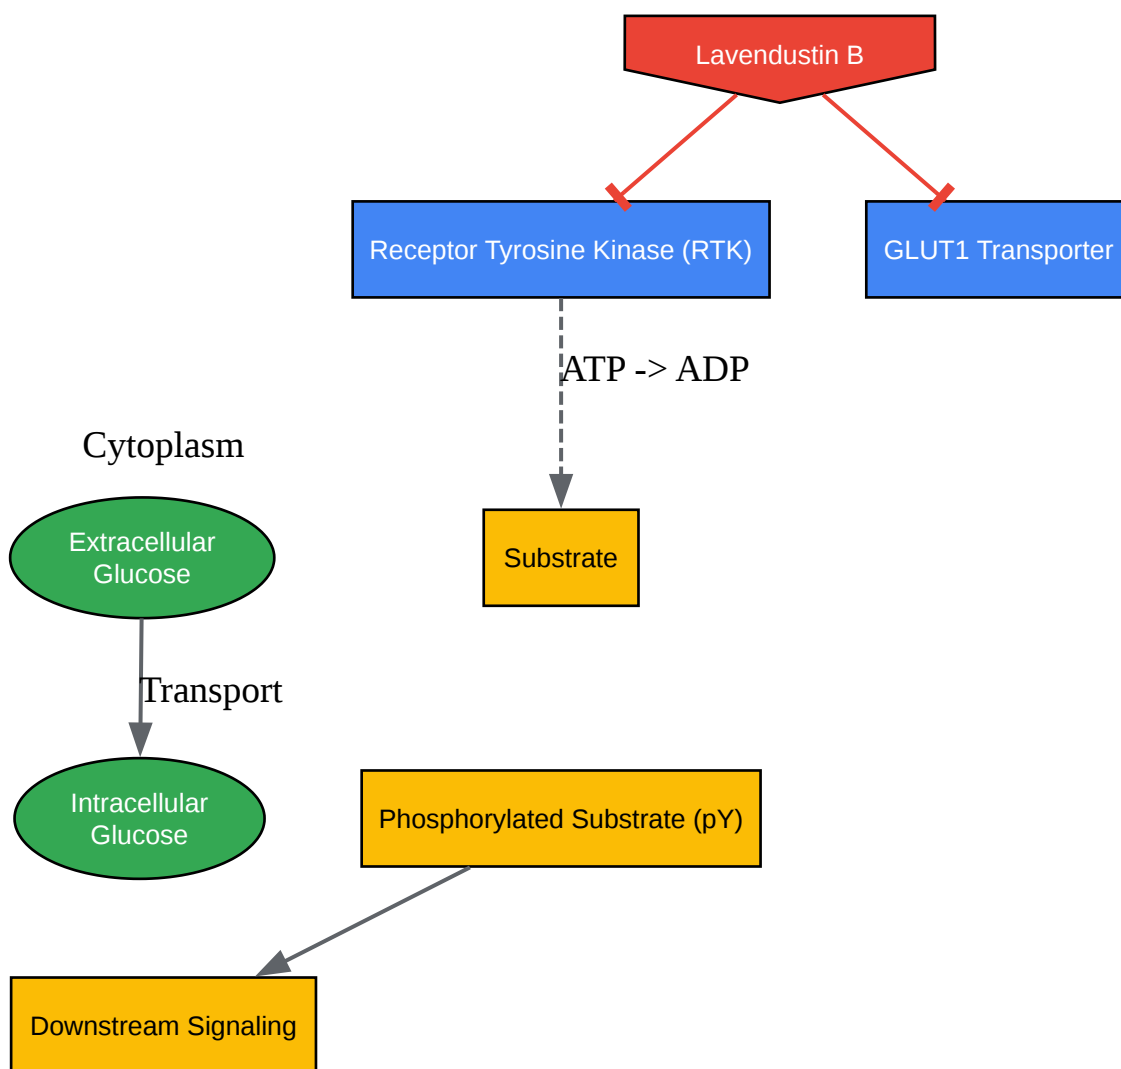 Lavendustin B
Receptor Tyrosine Kinase (RTK)
GLUT1 Transporter
ATP -> ADP
Cytoplasm
Extracellular
Glucose
Substrate
Transport
Intracellular
Glucose
Phosphorylated Substrate (pY)
Downstream Signaling